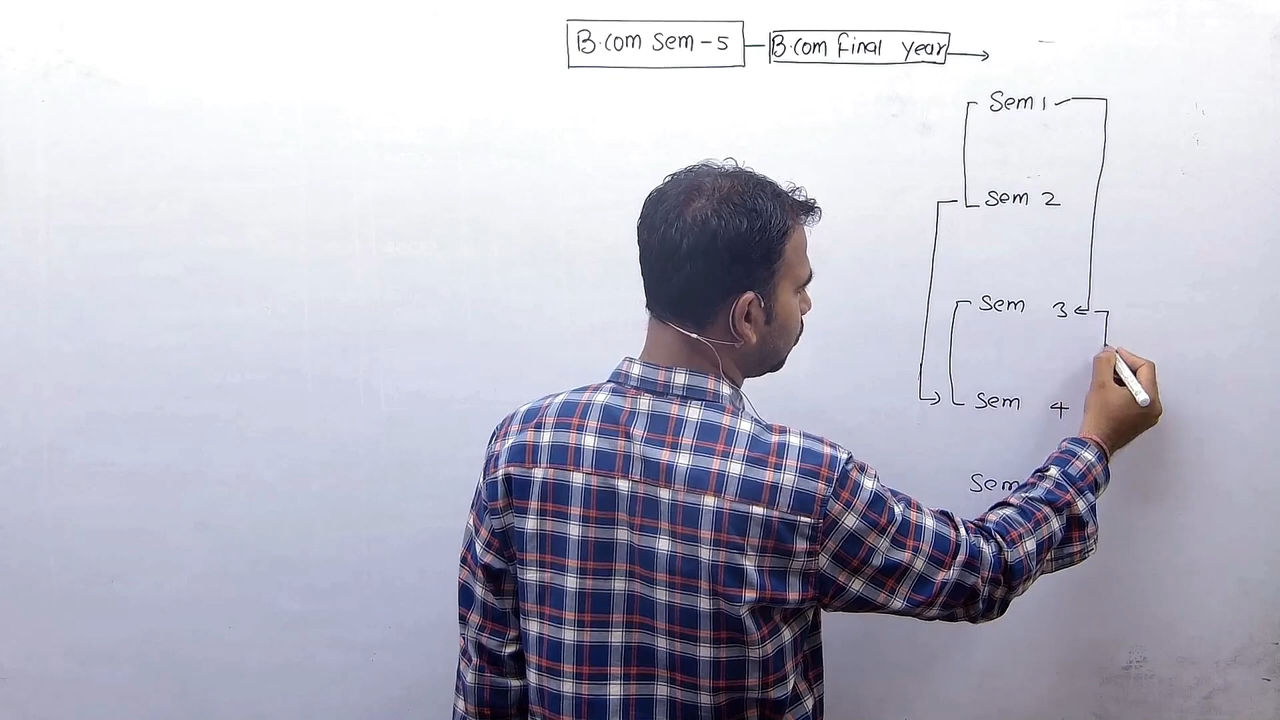 B.com Sem-5 - B.com final year →
Sem 1
Sem 2
Sem 3
Sem 4
Sem